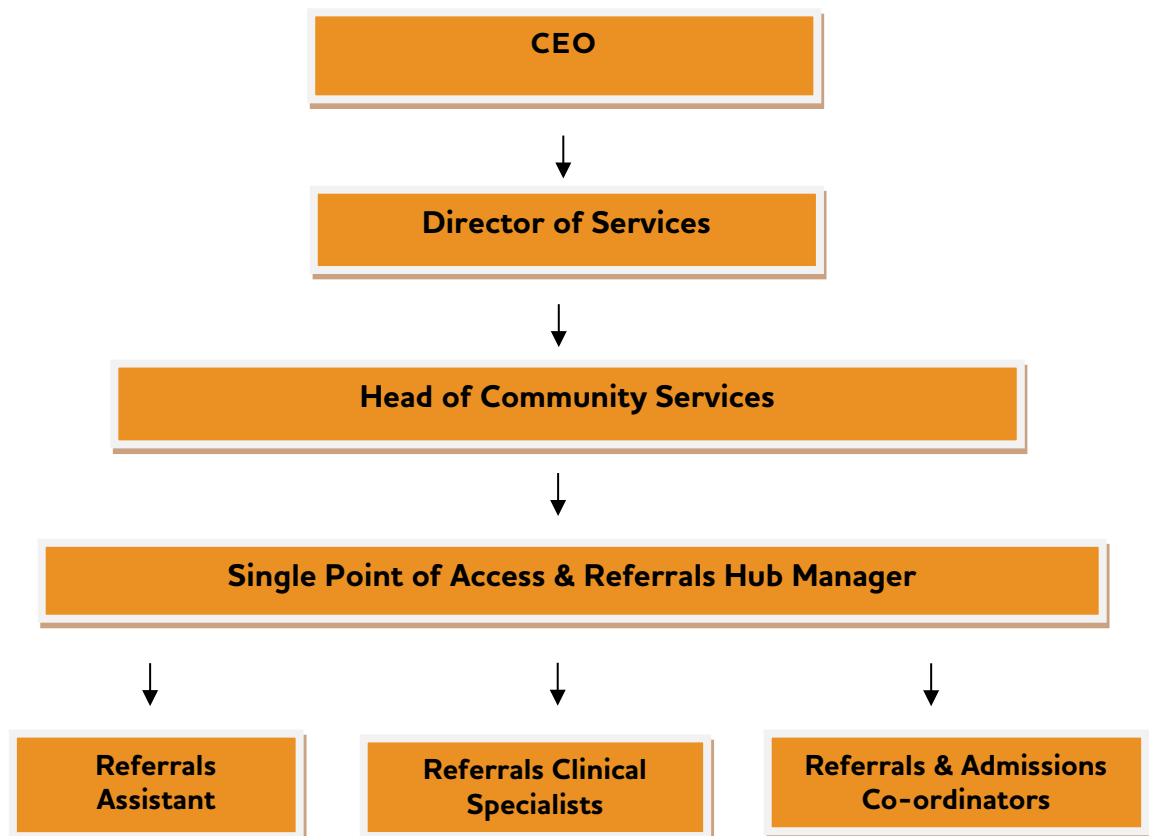 CEO
Director of Services
Head of Community Services
Single Point of Access & Referrals Hub Manager
Referrals
Assistant
Referrals Clinical
Specialists
Referrals & Admissions
Co-ordinators